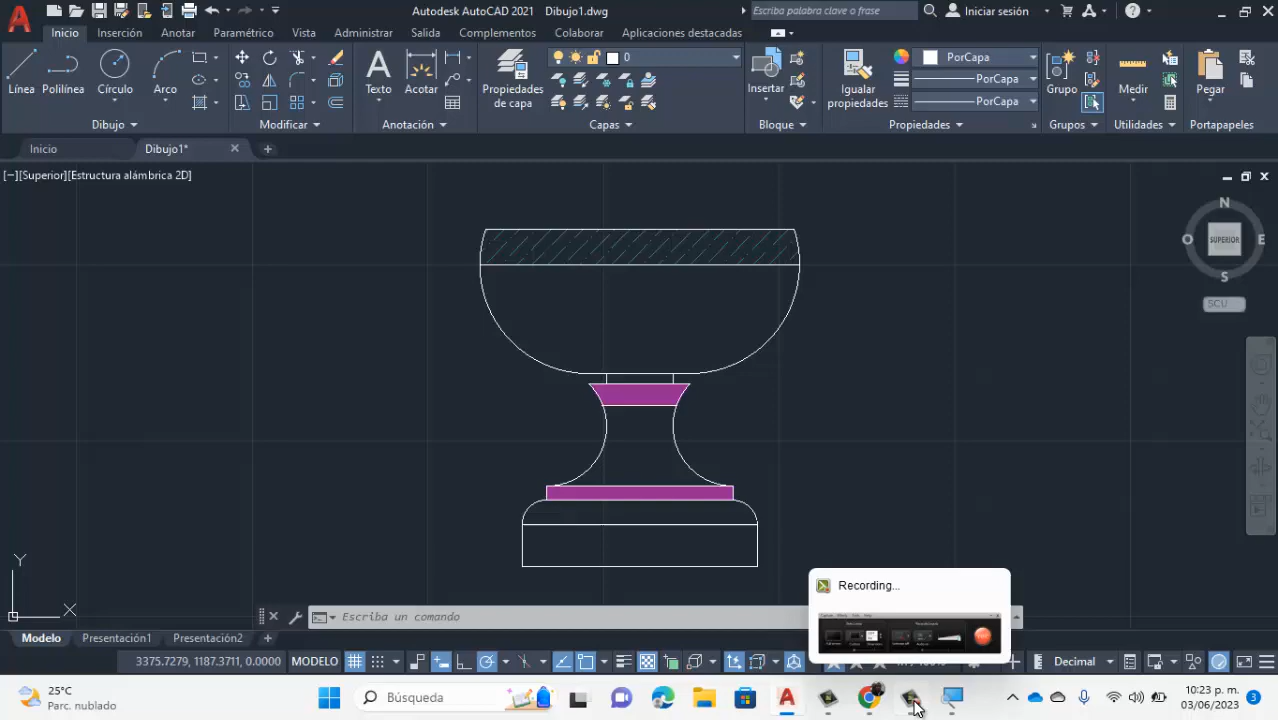 Autodesk AutoCAD 2021 Dibujo1.dwg
Escriba palabra clave o frase
Iniciar sesión
Inicio Inserción Anotar Paramétrico Vista Administrar Salida Complementos Colaborar Aplicaciones destacadas
Línea Polilínea Círculo Arco
Texto Acotar
Propiedades de capa
0
Insertar
Igualar propiedades
PorCapa
PorCapa
PorCapa
Grupo
Medir
Pegar
Dibujo Modificar Anotación Capas Bloque Propiedades Grupos Utilidades Portapapeles
Inicio Dibujo1*
[−][Superior][Estructura alámbrica 2D]
N
O SUPERIOR E
S
SCU
Y
X
Recording...
Escriba un comando
Modelo Presentación1 Presentación2
3375.7279, 1187.3711, 0.0000 MODELO
Decimal
25°C
Parc. nublado
Búsqueda
10:23 p. m.
03/06/2023
3